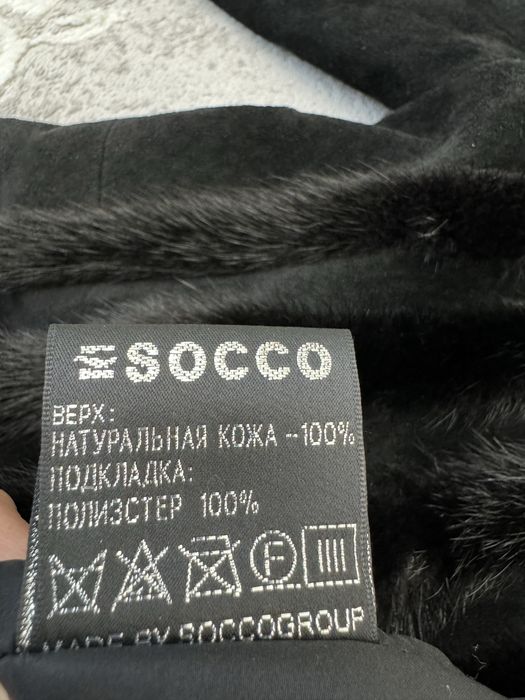 SOCCO
ВЕРХ:
НАТУРАЛЬНАЯ КОЖА –100%
ПОДКЛАДКА:
ПОЛИЭСТЕР 100%
F
MADE BY SOCCOGROUP